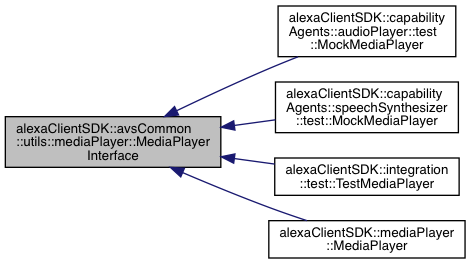 alexaClientSDK::avsCommon
::utils::mediaPlayer::MediaPlayer
Interface
alexaClientSDK::capability
Agents::audioPlayer::test
::MockMediaPlayer
alexaClientSDK::capability
Agents::speechSynthesizer
::test::MockMediaPlayer
alexaClientSDK::integration
::test::TestMediaPlayer
alexaClientSDK::mediaPlayer
::MediaPlayer